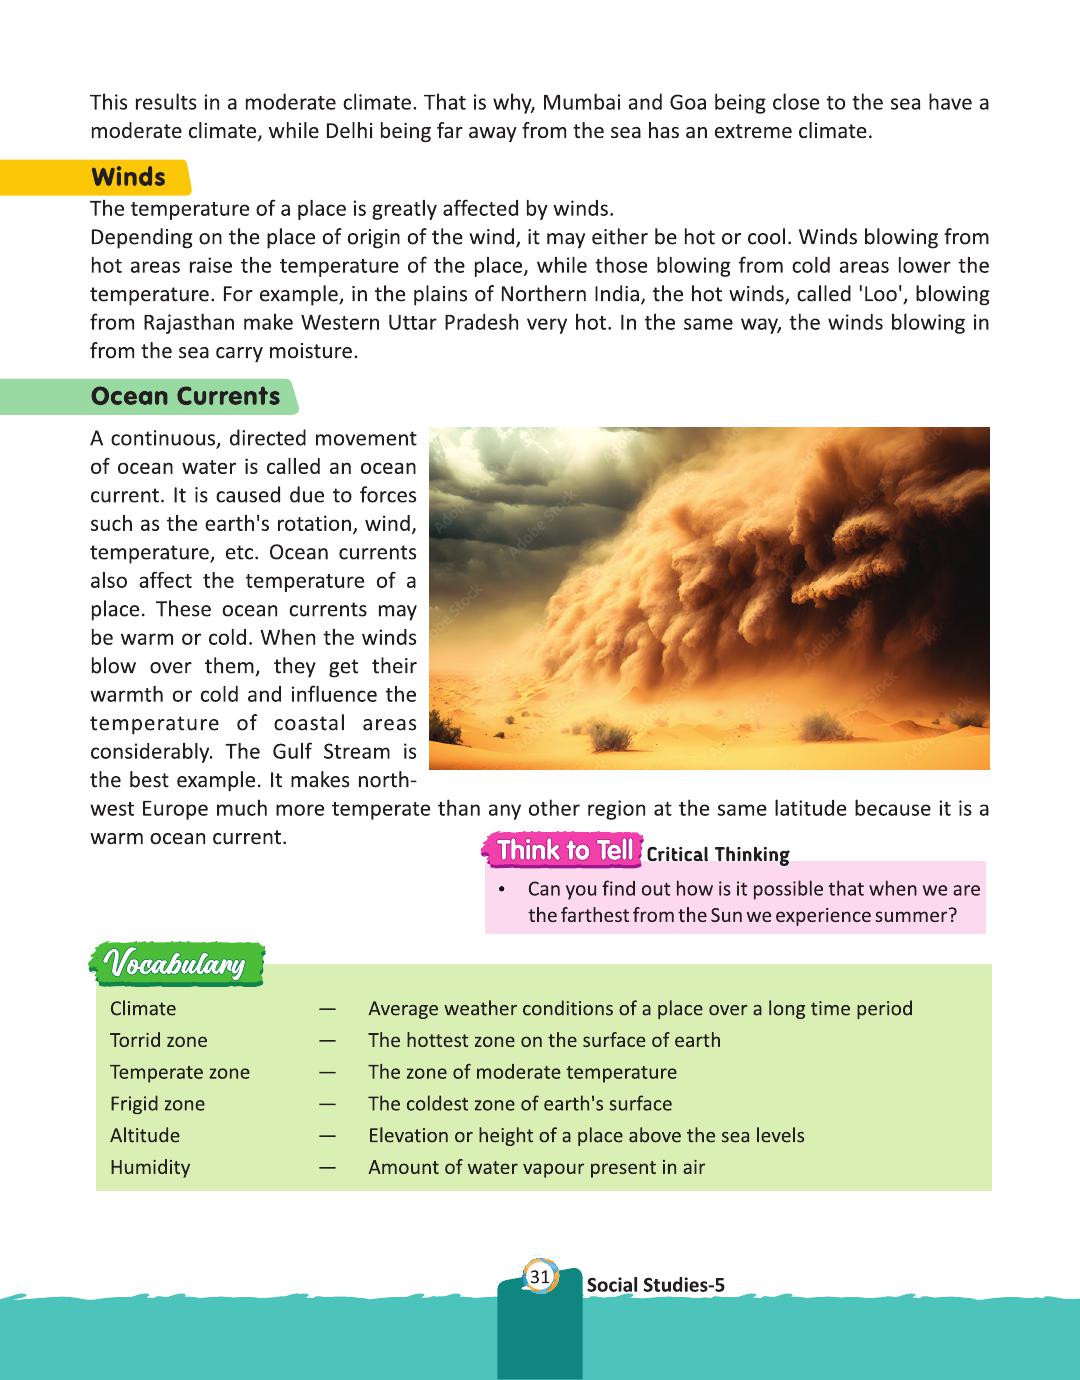 This results in a moderate climate. That is why, Mumbai and Goa being close to the sea have a
moderate climate, while Delhi being far away from the sea has an extreme climate.
Winds
The temperature of a place is greatly affected by winds.
Depending on the place of origin of the wind, it may either be hot or cool. Winds blowing from
hot areas raise the temperature of the place, while those blowing from cold areas lower the
temperature. For example, in the plains of Northern India, the hot winds, called 'Loo', blowing
from Rajasthan make Western Uttar Pradesh very hot. In the same way, the winds blowing in
from the sea carry moisture.
Ocean Currents
A continuous, directed movement
of ocean water is called an ocean
current. It is caused due to forces
such as the earth's rotation, wind,
temperature, etc. Ocean currents
also affect the temperature of a
place. These ocean currents may
be warm or cold. When the winds
blow over them, they get their
warmth or cold and influence the
temperature of coastal areas
considerably. The Gulf Stream is
the best example. It makes north-
west Europe much more temperate than any other region at the same latitude because it is a
warm ocean current.
Think to Tell Critical Thinking
• Can you find out how is it possible that when we are
the farthest from the Sun we experience summer?
Vocabulary
Climate — Average weather conditions of a place over a long time period
Torrid zone — The hottest zone on the surface of earth
Temperate zone — The zone of moderate temperature
Frigid zone — The coldest zone of earth's surface
Altitude — Elevation or height of a place above the sea levels
Humidity — Amount of water vapour present in air
31
Social Studies-5